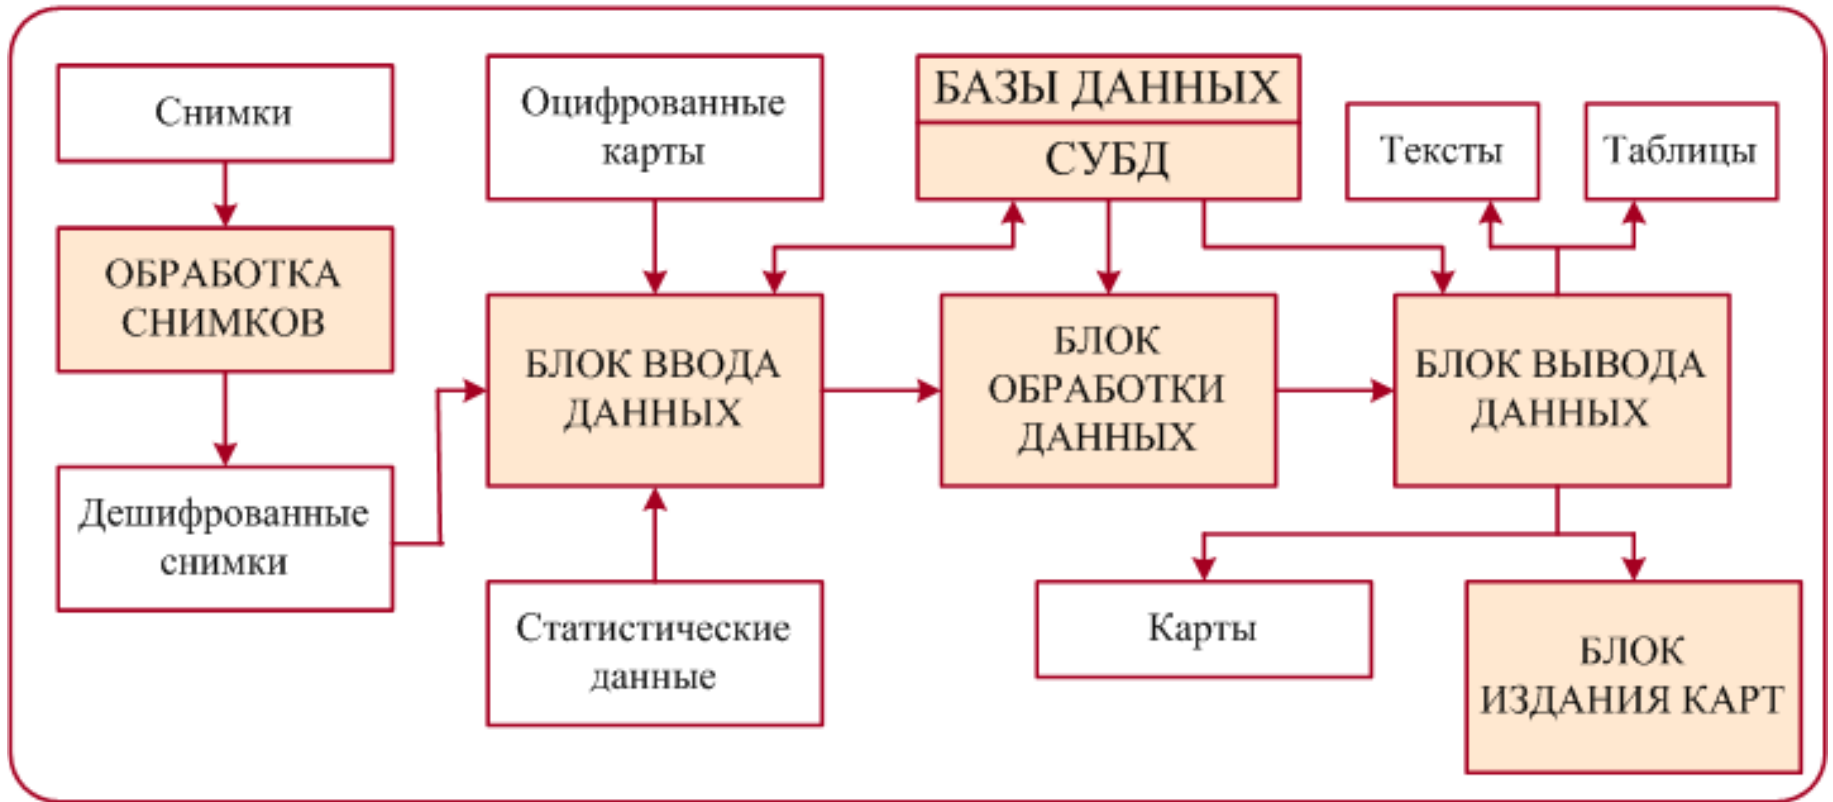 Снимки
ОБРАБОТКА
СНИМКОВ
Дешифрованные
снимки
Оцифрованные
карты
БЛОК ВВОДА
ДАННЫХ
Статистические
данные
БАЗЫ ДАННЫХ
СУБД
БЛОК
ОБРАБОТКИ
ДАННЫХ
Тексты
Таблицы
БЛОК ВЫВОДА
ДАННЫХ
Карты
БЛОК
ИЗДАНИЯ КАРТ